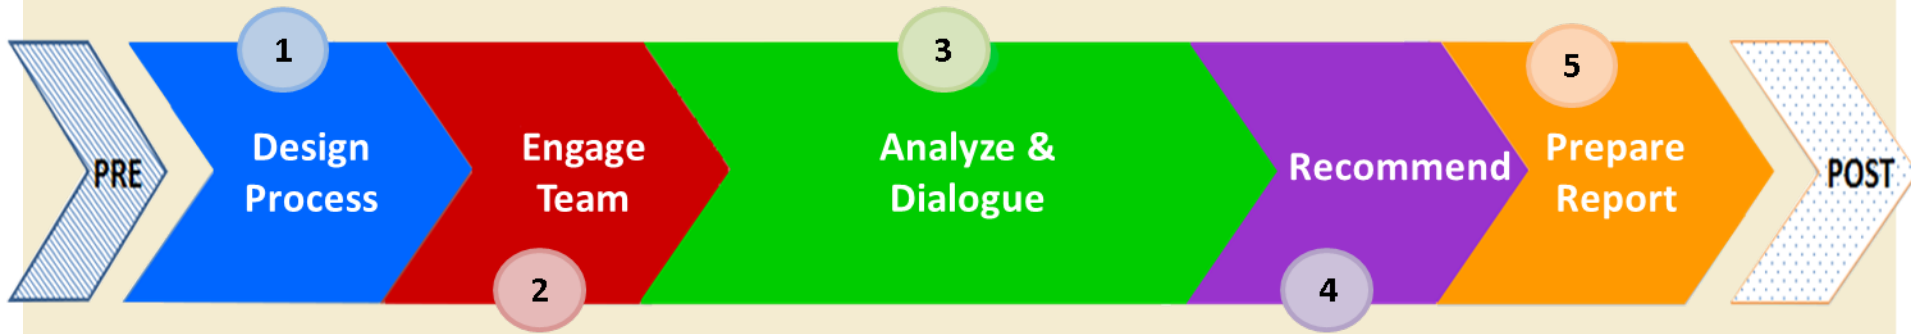 PRE
1
Design
Process
2
Engage
Team
3
Analyze &
Dialogue
4
Recommend
5
Prepare
Report
POST